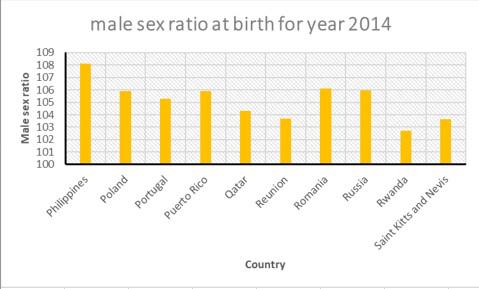 male sex ratio at birth for year 2014
Male sex ratio
109
108
107
106
105
104
103
102
101
100
Philippines
Poland
Portugal
Puerto Rico
Qatar
Reunion
Romania
Russia
Rwanda
Saint Kitts and Nevis
Country